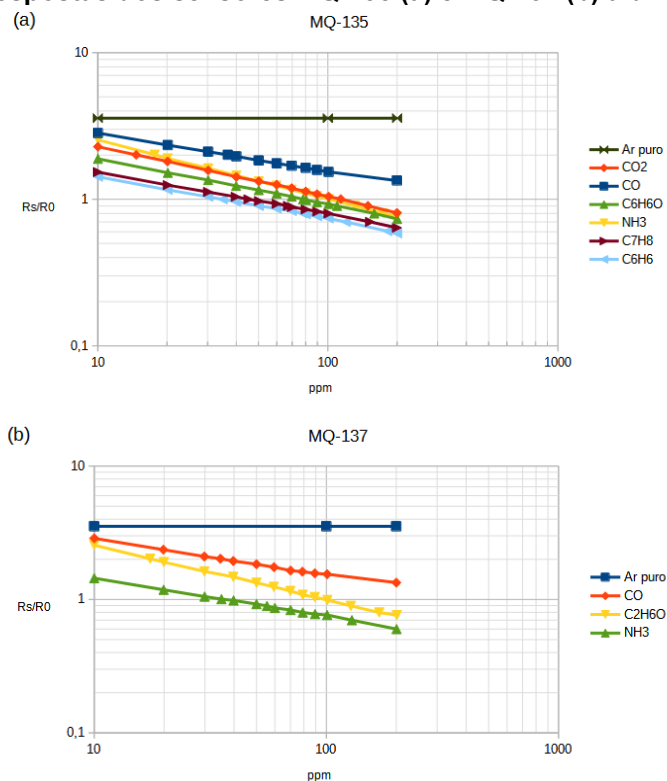 (a)
MQ-135
10
1
0,1
Rs/R0
10
100
1000
ppm
Ar puro
CO2
CO
C6H6O
NH3
C7H8
C6H6
(b)
MQ-137
10
1
0,1
Rs/R0
10
100
1000
ppm
Ar puro
CO
C2H6O
NH3